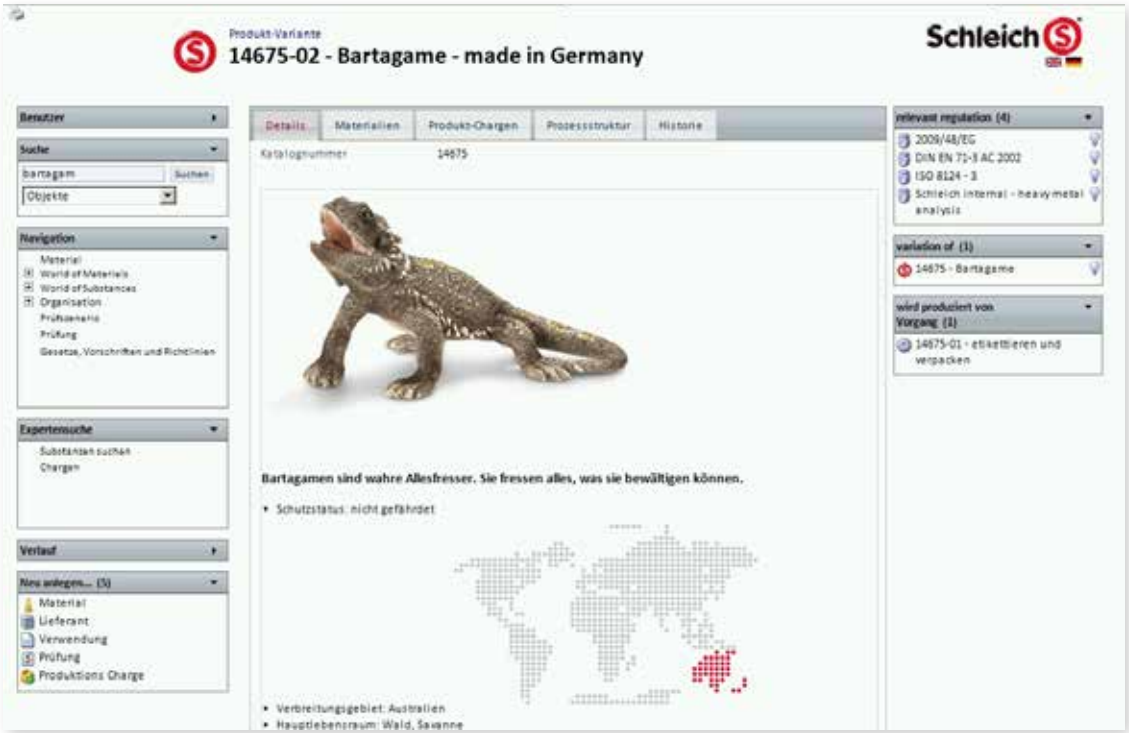 Produkt-Variante
14675-02 - Bartagame - made in Germany
Schleich S
Benutzer
Suche
bartagam Suchen
Objekte
Navigation
Material
World of Materials
World of Substances
Organisation
Prüfszenario
Prüfung
Gesetze, Vorschriften und Richtlinien
Expertensuche
Substanzen suchen
Chargen
Verlauf
Neu anlegen... (5)
Material
Lieferant
Verwendung
Prüfung
Produktions Charge
Details Materialien Produkt-Chargen Prozessstruktur Historie
Katalognummer 14675
Bartagamen sind wahre Allesfresser. Sie fressen alles, was sie bewältigen können.
Schutzstatus: nicht gefährdet
Verbreitungsgebiet: Australien
Hauptlebensraum: Wald, Savanne
relevant regulation (4)
2009/48/EG
DIN EN 71-3 AC 2002
ISO 8124 - 3
Schleich internal - heavy metal
analysis
variation of (1)
14675 - Bartagame
wird produziert von
Vorgang (1)
14675-01 - etikettieren und
verpacken